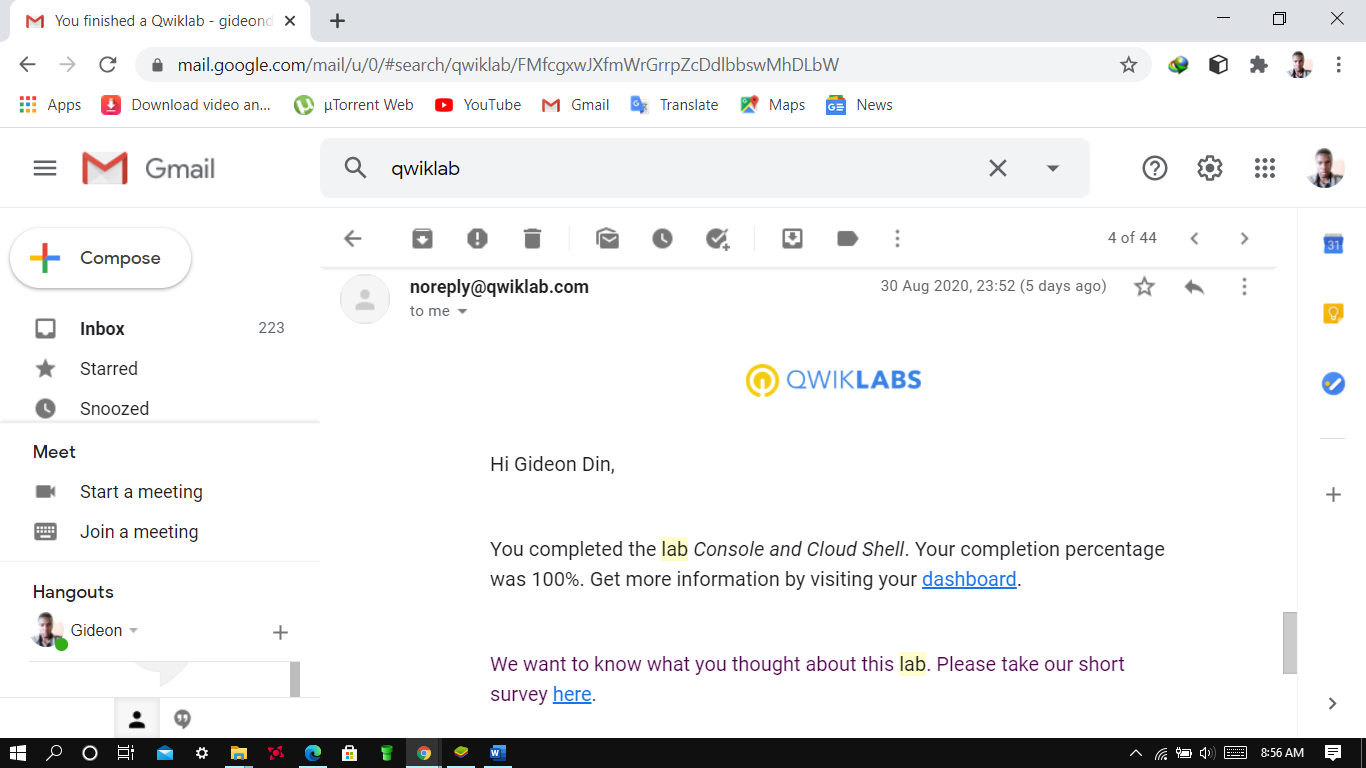 You finished a Qwiklab - gideond
mail.google.com/mail/u/0/#search/qwiklab/FMfcgxwJXfmWrGrrpZcDdlbbswMhDLbW
Apps
Download video an...
µTorrent Web
YouTube
Gmail
Translate
Maps
News
Gmail
qwiklab
Compose
4 of 44
31
noreply@qwiklab.com
30 Aug 2020, 23:52 (5 days ago)
to me
Inbox 223
Starred
Snoozed
QWIKLABS
Meet
Start a meeting
Join a meeting
Hangouts
Gideon
Hi Gideon Din,
You completed the lab Console and Cloud Shell. Your completion percentage
was 100%. Get more information by visiting your dashboard.
We want to know what you thought about this lab. Please take our short
survey here.
8:56 AM